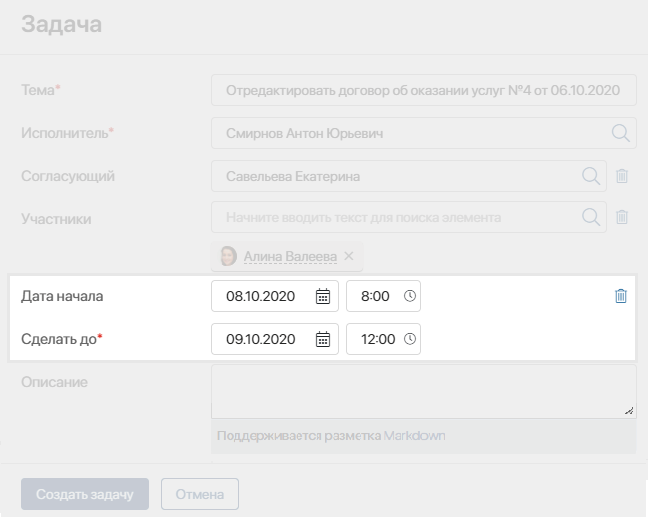 Задача
Тема* Отредактировать договор об оказании услуг №4 от 06.10.2020
Исполнитель* Смирнов Антон Юрьевич
Согласующий Савельева Екатерина
Участники Начните вводить текст для поиска элемента
Алина Валеева ×
Дата начала 08.10.2020 8:00
Сделать до* 09.10.2020 12:00
Описание
Поддерживается разметка Markdown
Создать задачу Отмена